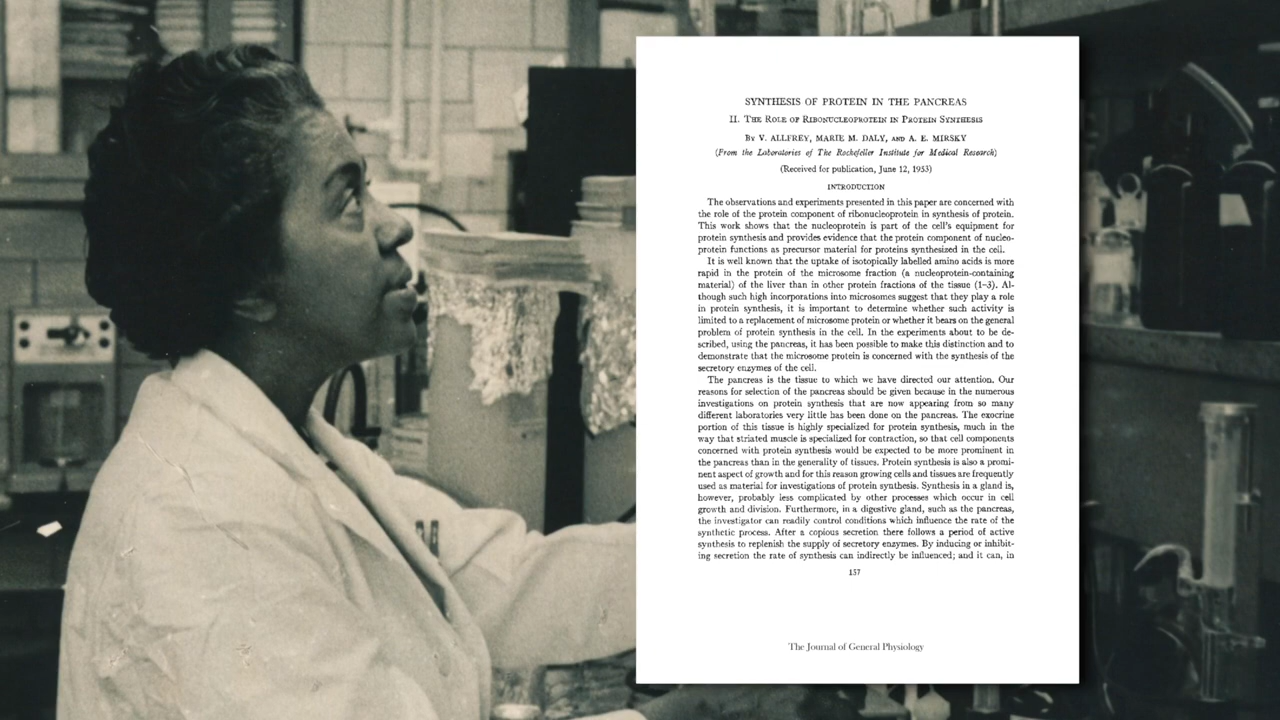 SYNTHESIS OF PROTEIN IN THE PANCREAS
II. The Role of Ribonucleoprotein in Protein Synthesis
By V. ALLFREY, MARIE M. DALY, and A. E. MIRSKY
(From the Laboratories of The Rockefeller Institute for Medical Research)
(Received for publication, June 12, 1953)
INTRODUCTION
The observations and experiments presented in this paper are concerned with
the role of the protein component of ribonucleoprotein in synthesis of protein.
This work shows that the nucleoprotein is part of the cell's equipment for
protein synthesis and provides evidence that the protein component of nucleo-
protein functions as precursor material for proteins synthesized in the cell.
It is well known that the uptake of isotopically labelled amino acids is more
rapid in the protein of the microsome fraction (a nucleoprotein-containing
material) of the liver than in other protein fractions of the tissue (1–3). Al-
though such high incorporations into microsomes suggest that they play a role
in protein synthesis, it is important to determine whether such activity is
limited to a replacement of microsome protein or whether it bears on the general
problem of protein synthesis in the cell. In the experiments about to be de-
scribed, using the pancreas, it has been possible to make this distinction and to
demonstrate that the microsome protein is concerned with the synthesis of the
secretory enzymes of the cell.
The pancreas is the tissue to which we have directed our attention. Our
reasons for selection of the pancreas should be given because in the numerous
investigations on protein synthesis that are now appearing from so many
different laboratories very little has been done on the pancreas. The exocrine
portion of this tissue is highly specialized for protein synthesis, much in the
way that striated muscle is specialized for contraction, so that cell components
concerned with protein synthesis would be expected to be more prominent in
the pancreas than in the generality of tissues. Protein synthesis is also a promi-
nent aspect of growth and for this reason growing cells and tissues are frequently
used as material for investigations of protein synthesis. Synthesis in a gland is,
however, probably less complicated by other processes which occur in cell
growth and division. Furthermore, in a digestive gland, such as the pancreas,
the investigator can readily control conditions which influence the rate of the
synthetic process. After a copious secretion there follows a period of active
synthesis to replenish the supply of secretory enzymes. By inducing or inhibit-
ing secretion the rate of synthesis can indirectly be influenced; and it can, in
157
The Journal of General Physiology